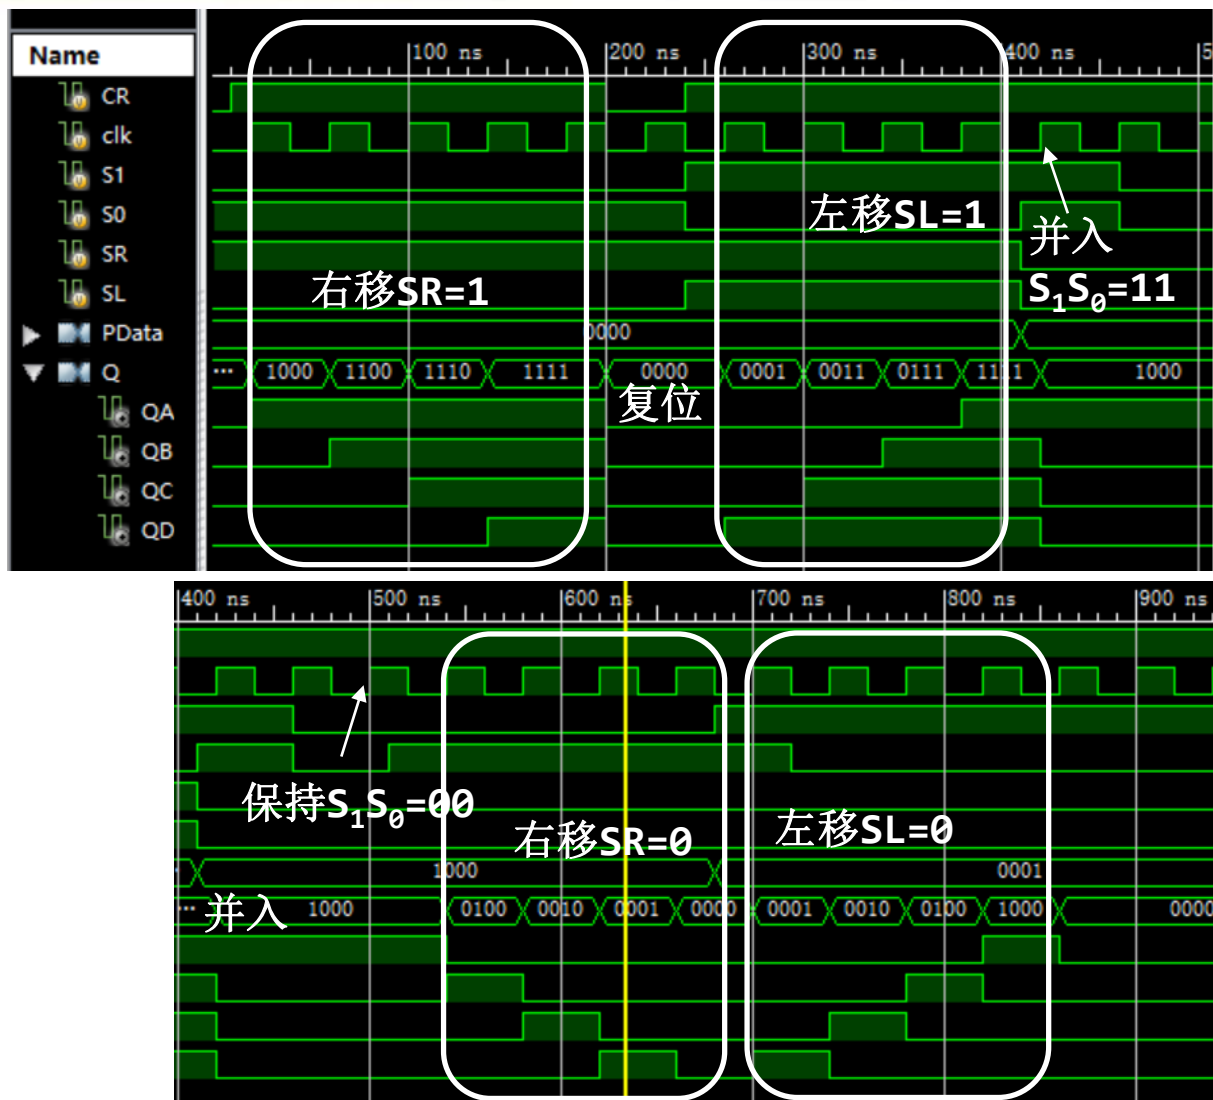 Name
100 ns 200 ns 300 ns 400 ns 5
CR
clk
S1
S0
SR
SL
PData
Q
QA
QB
QC
QD
左移SL=1
并入
S₁S₀=11
右移SR=1
0000
··· 1000 1100 1110 1111 0000 0001 0011 0111 1111 1000
复位
400 ns 500 ns 600 ns 700 ns 800 ns 900 ns
保持S₁S₀=00
右移SR=0
左移SL=0
1000 0001
··· 并入 1000 0100 0010 0001 0000 0001 0010 0100 1000 0000